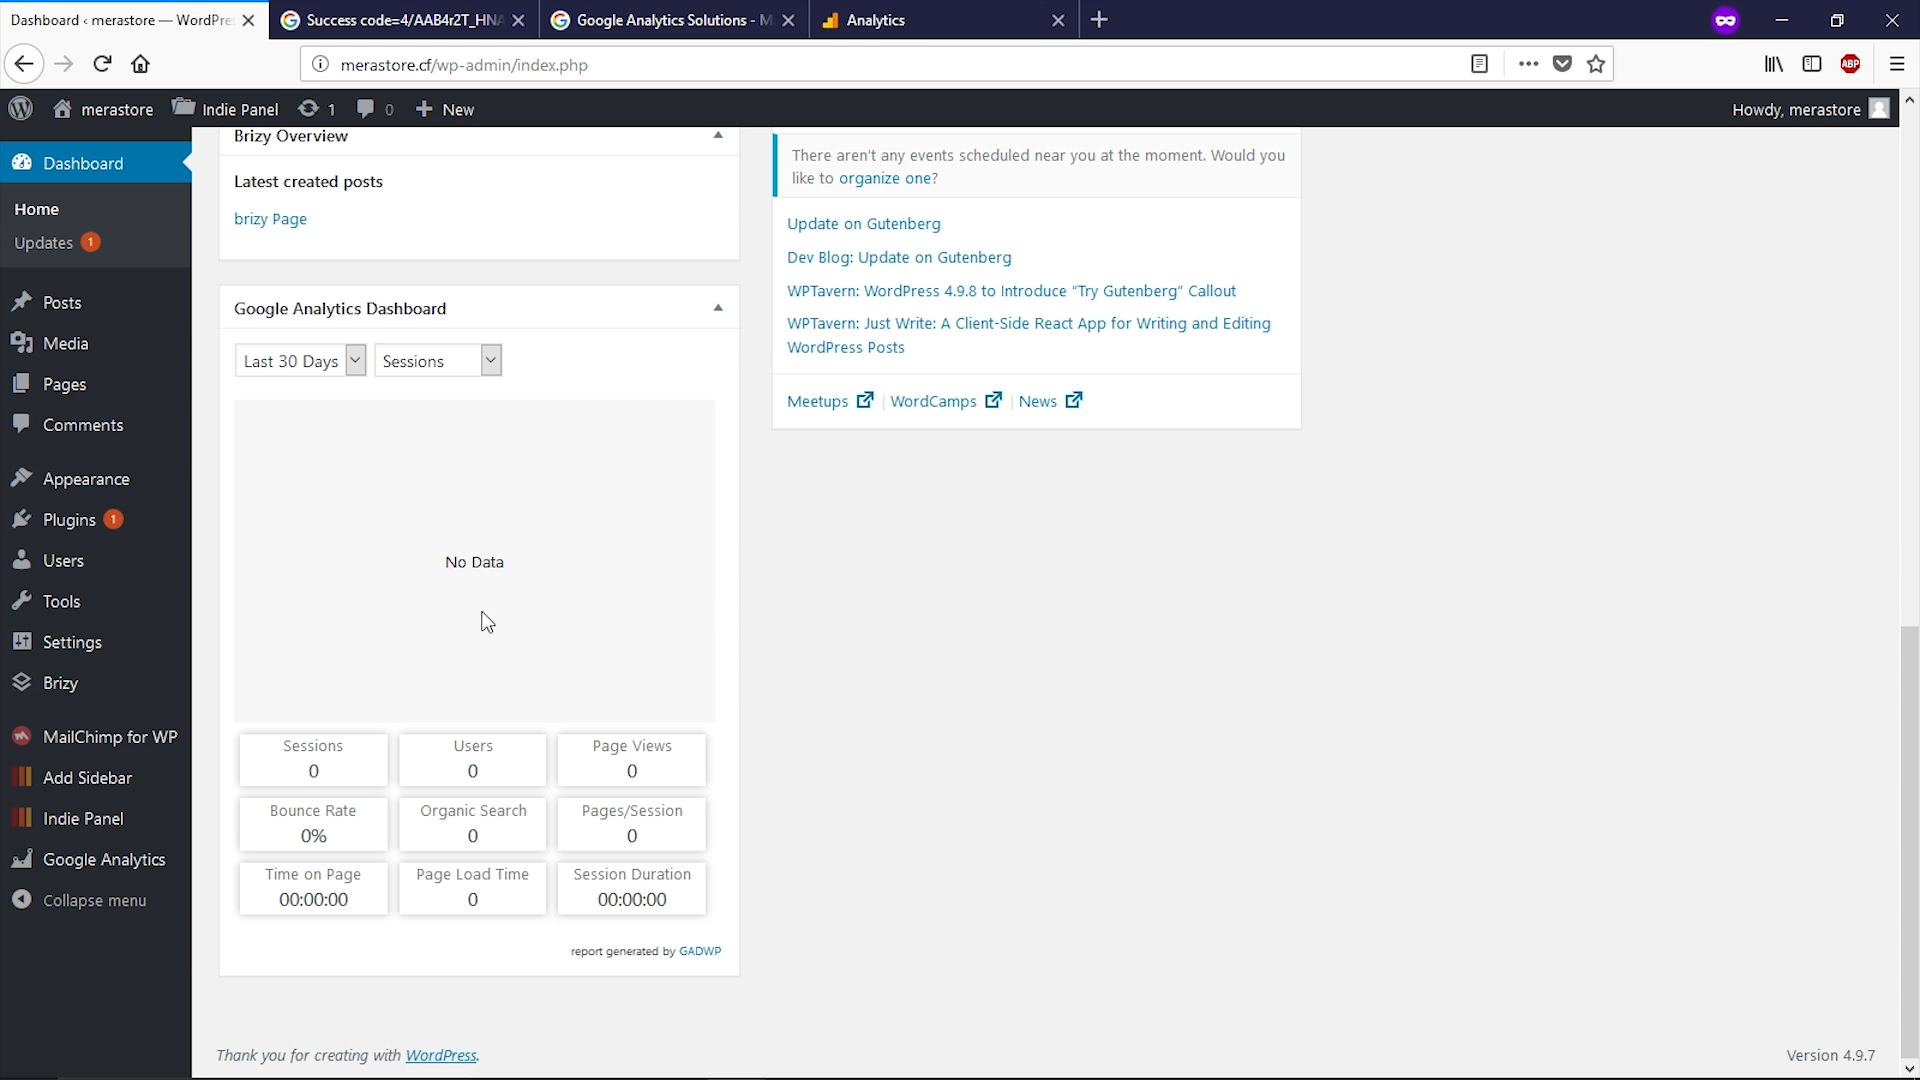 Dashboard ‹ merastore — WordPre
Success code=4/AAB4r2T_HNA
Google Analytics Solutions - M
Analytics
merastore.cf/wp-admin/index.php
ABP
merastore
Indie Panel
1
0
New
Howdy, merastore
Dashboard
Home
Updates 1
Posts
Media
Pages
Comments
Appearance
Plugins 1
Users
Tools
Settings
Brizy
MailChimp for WP
Add Sidebar
Indie Panel
Google Analytics
Collapse menu
Brizy Overview
Latest created posts
brizy Page
Google Analytics Dashboard
Last 30 Days
Sessions
No Data
Sessions
Users
Page Views
0
0
0
Bounce Rate
Organic Search
Pages/Session
0%
0
0
Time on Page
Page Load Time
Session Duration
00:00:00
0
00:00:00
report generated by GADWP
There aren't any events scheduled near you at the moment. Would you
like to organize one?
Update on Gutenberg
Dev Blog: Update on Gutenberg
WPTavern: WordPress 4.9.8 to Introduce “Try Gutenberg” Callout
WPTavern: Just Write: A Client-Side React App for Writing and Editing
WordPress Posts
Meetups | WordCamps | News
Thank you for creating with WordPress.
Version 4.9.7